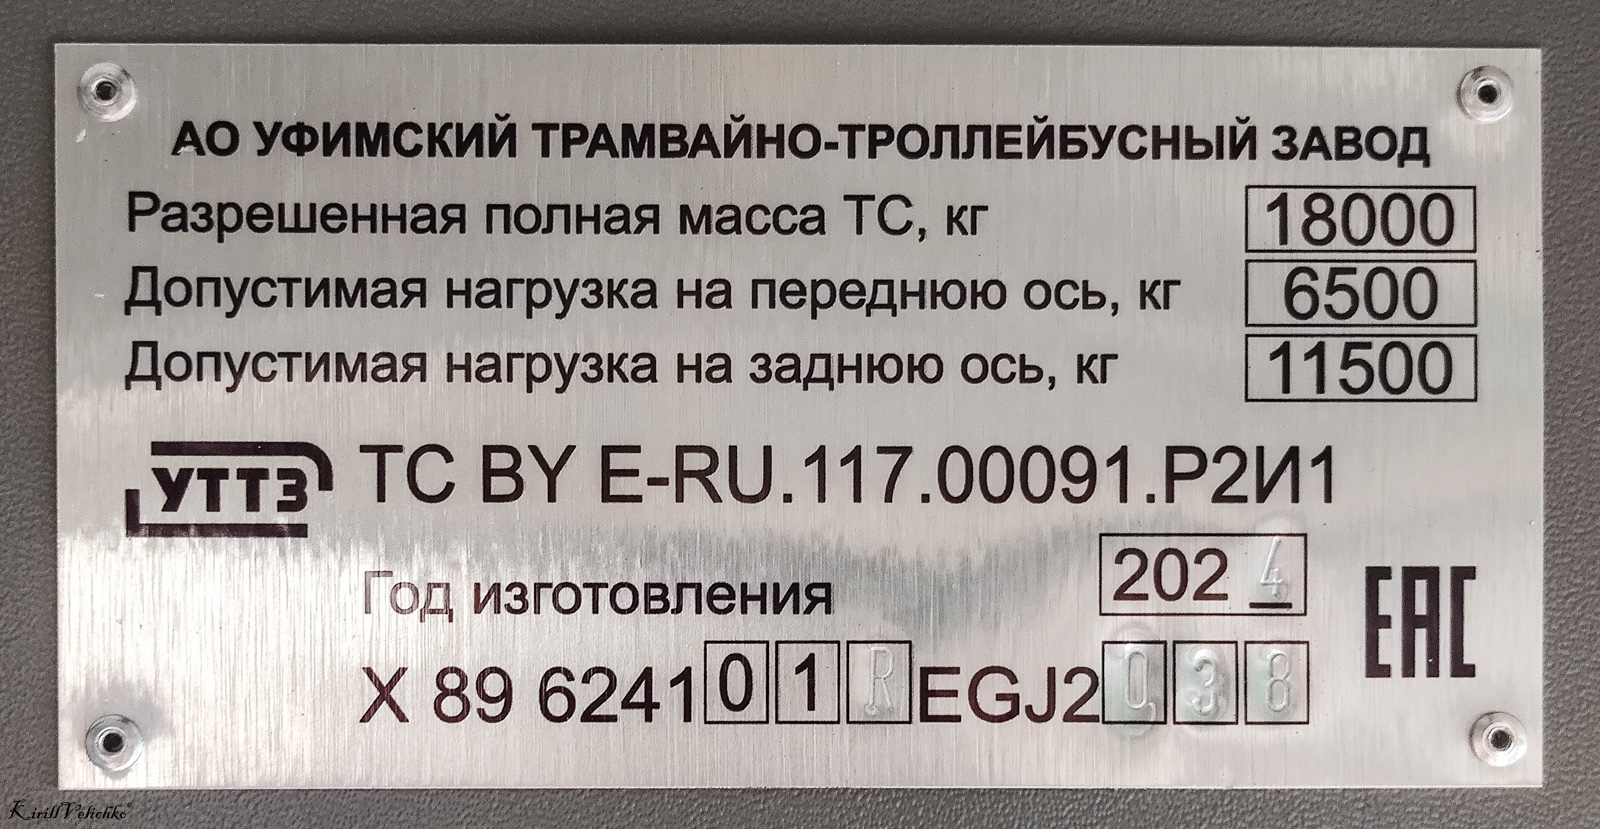 АО УФИМСКИЙ ТРАМВАЙНО-ТРОЛЛЕЙБУСНЫЙ ЗАВОД
Разрешенная полная масса ТС, кг 18000
Допустимая нагрузка на переднюю ось, кг 6500
Допустимая нагрузка на заднюю ось, кг 11500
УТТЗ ТС BY E-RU.117.00091.Р2И1
Год изготовления 2024
EAC
X 89 624101REGJ2038
KirillVelichko